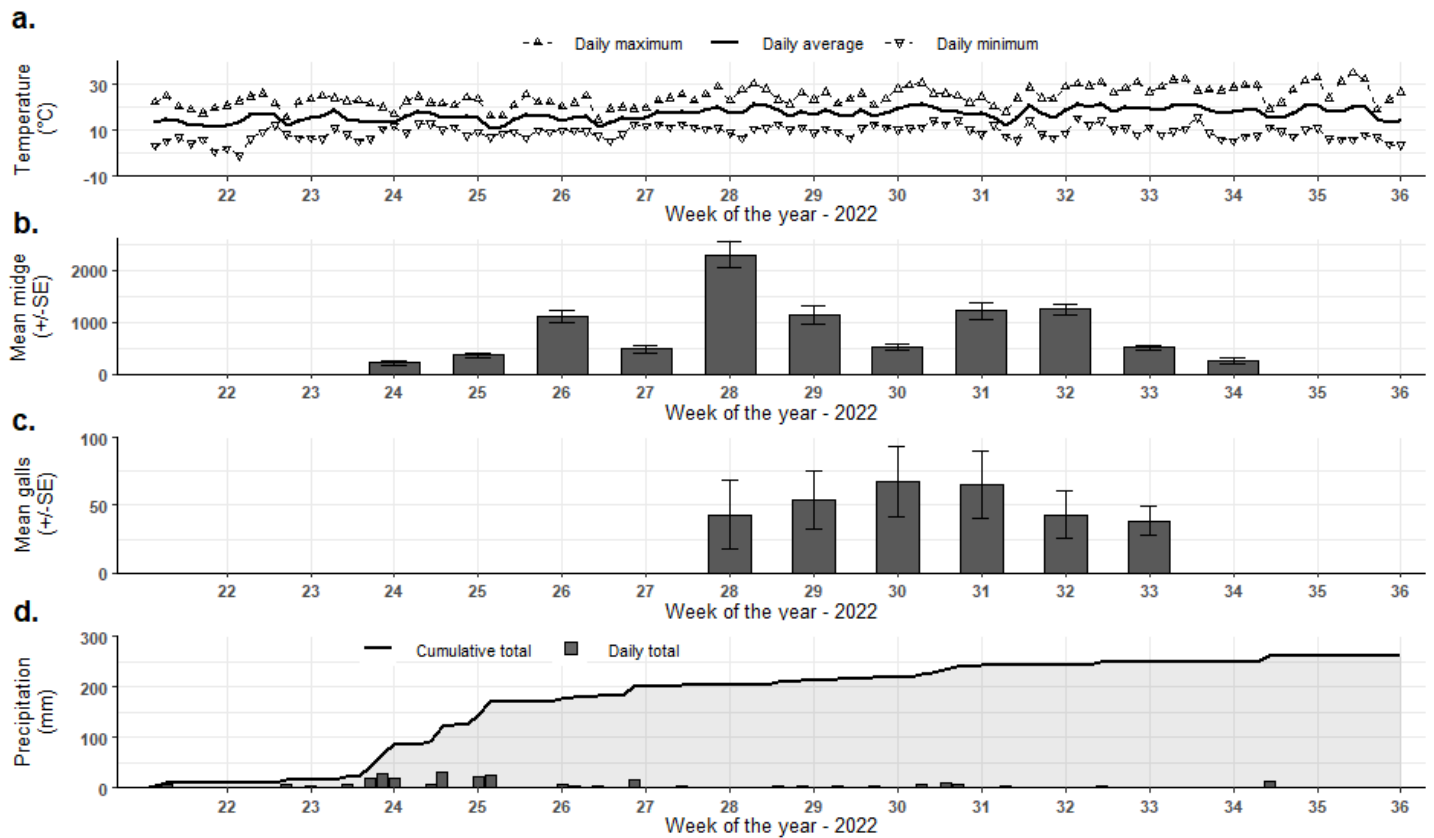 a.
Daily maximum Daily average Daily minimum
Temperature
(°C)
30
10
-10
22 23 24 25 26 27 28 29 30 31 32 33 34 35 36
Week of the year - 2022
b.
Mean midge
(+/-SE)
2000
1000
0
22 23 24 25 26 27 28 29 30 31 32 33 34 35 36
Week of the year - 2022
c.
Mean galls
(+/-SE)
100
50
0
22 23 24 25 26 27 28 29 30 31 32 33 34 35 36
Week of the year - 2022
d.
Cumulative total Daily total
Precipitation
(mm)
300
200
100
0
22 23 24 25 26 27 28 29 30 31 32 33 34 35 36
Week of the year - 2022